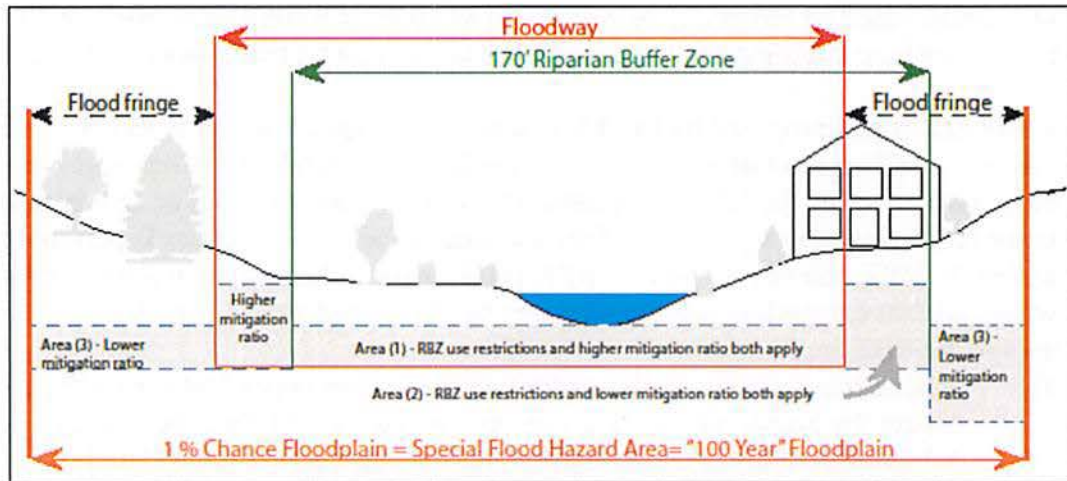 Floodway
170' Riparian Buffer Zone
Flood fringe
Flood fringe
Higher
mitigation
ratio
Area (3) - Lower
mitigation ratio
Area (1) - RBZ use restrictions and higher mitigation ratio both apply
Area (3) -
Lower
mitigation
ratio
Area (2) - RBZ use restrictions and lower mitigation ratio both apply
1 % Chance Floodplain = Special Flood Hazard Area= "100 Year" Floodplain